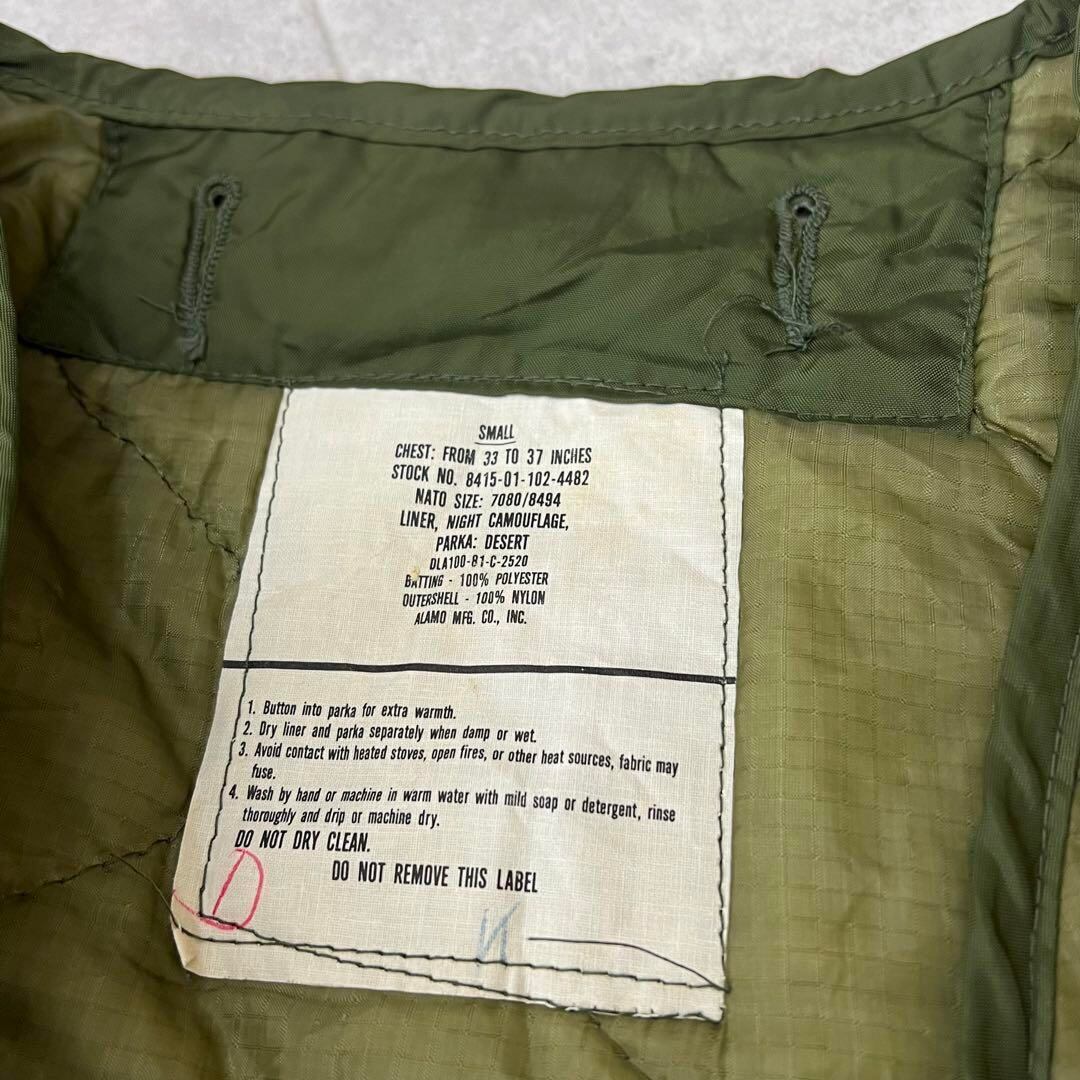 SMALL
CHEST: FROM 33 TO 37 INCHES
STOCK NO. 8415-01-102-4482
NATO SIZE: 7080/8494
LINER, NIGHT CAMOUFLAGE,
PARKA: DESERT
DLA100-81-C-2520
BATTING - 100% POLYESTER
OUTERSHELL - 100% NYLON
ALAMO MFG. CO., INC.
1. Button into parka for extra warmth.
2. Dry liner and parka separately when damp or wet.
3. Avoid contact with heated stoves, open fires, or other heat sources, fabric may
fuse.
4. Wash by hand or machine in warm water with mild soap or detergent, rinse
thoroughly and drip or machine dry.
DO NOT DRY CLEAN.
DO NOT REMOVE THIS LABEL
D